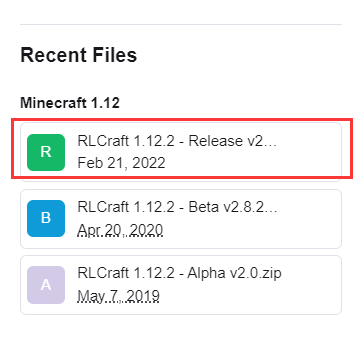 Recent Files
Minecraft 1.12
R
RLCraft 1.12.2 - Release v2...
Feb 21, 2022
B
RLCraft 1.12.2 - Beta v2.8.2...
Apr 20, 2020
A
RLCraft 1.12.2 - Alpha v2.0.zip
May 7, 2019